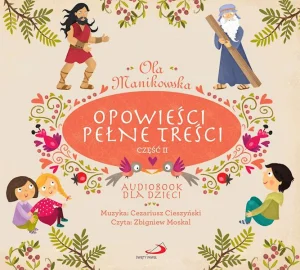 Ola
Manikowska
OPOWIEŚCI
PEŁNE TREŚCI
CZĘŚĆ II
AUDIOBOOK
DLA DZIECI
Muzyka: Cezariusz Cieszyński
Czyta: Zbigniew Moskal